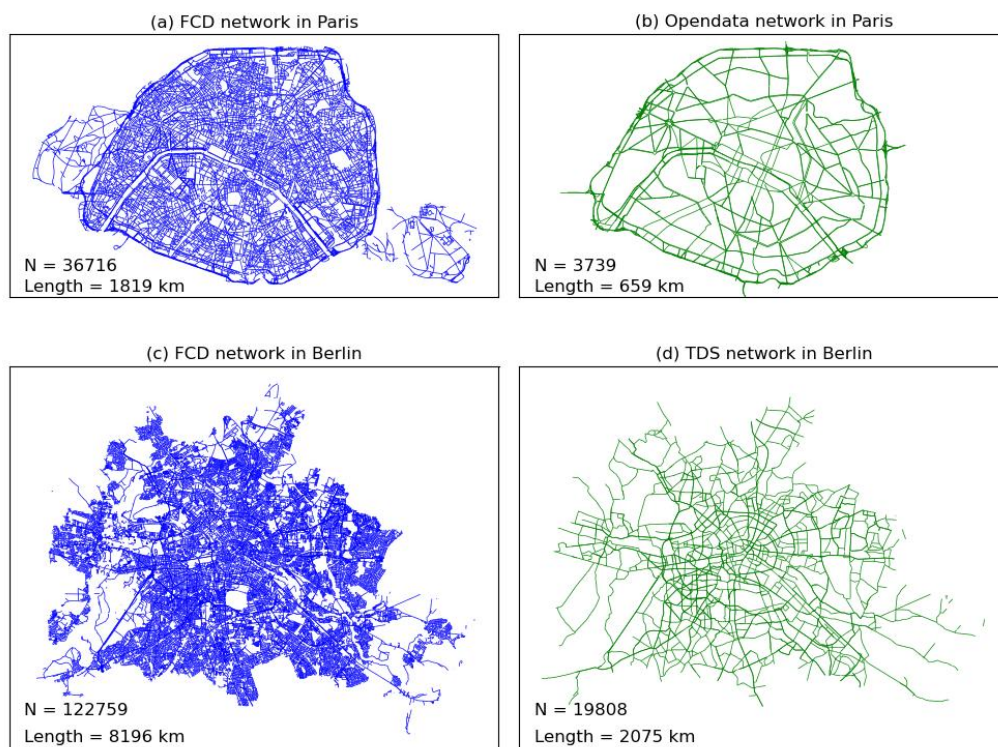 (a) FCD network in Paris
N = 36716
Length = 1819 km
(b) Opendata network in Paris
N = 3739
Length = 659 km
(c) FCD network in Berlin
N = 122759
Length = 8196 km
(d) TDS network in Berlin
N = 19808
Length = 2075 km